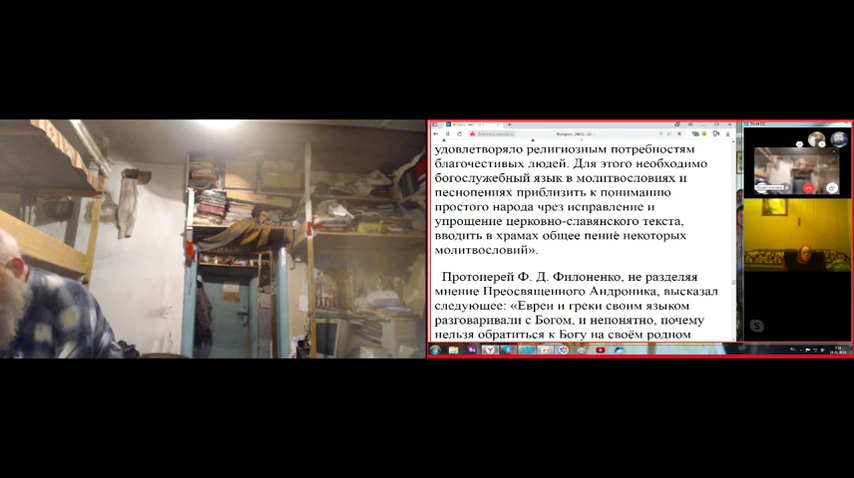 удовлетворяло религиозным потребностям
благочестивых людей. Для этого необходимо
богослужебный язык в молитвословиях и
песнопениях приблизить к пониманию
простого народа чрез исправление и
упрощение церковно-славянского текста,
вводить в храмах общее пение некоторых
молитвословий».
Протоиерей Ф. Д. Филоненко, не разделяя
мнение Преосвященного Андроника, высказал
следующее: «Евреи и греки своим языком
разговаривали с Богом, и непонятно, почему
нельзя обратиться к Богу на своём родном